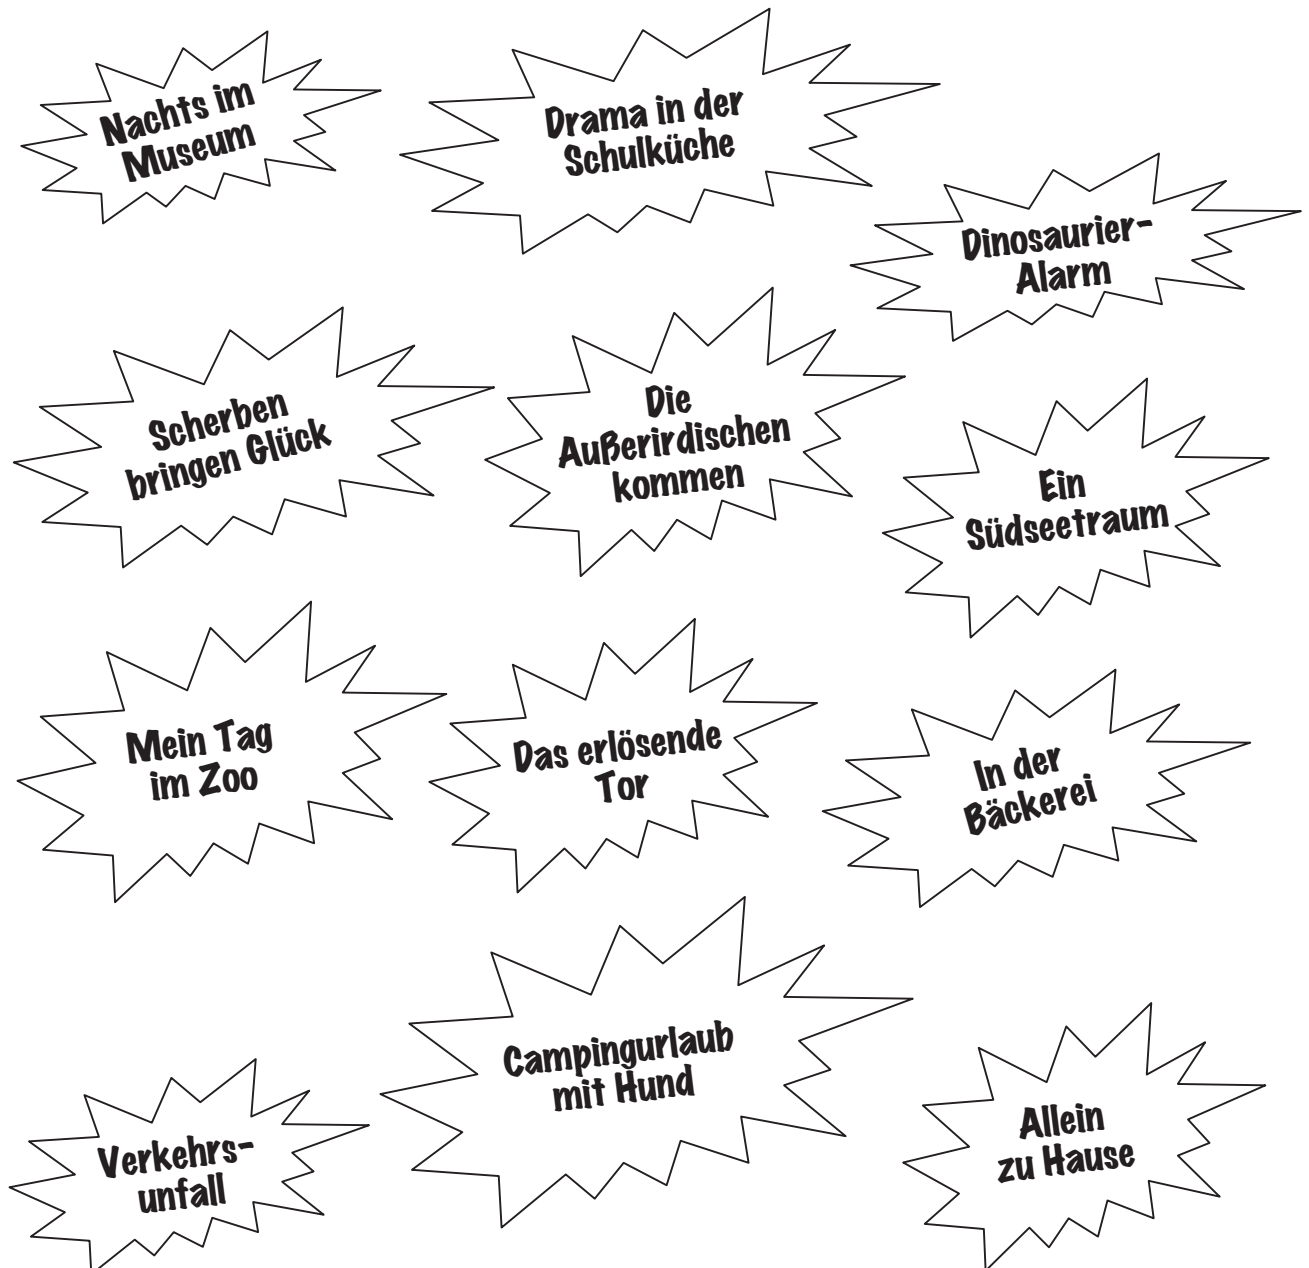 Nachts im
Museum
Drama in der
Schulküche
Dinosaurier-
Alarm
Scherben
bringen Glück
Die
Außerirdischen
kommen
Ein
Südseetraum
Mein Tag
im Zoo
Das erlösende
Tor
In der
Bäckerei
Campingurlaub
mit Hund
Verkehrs-
unfall
Allein
zu Hause